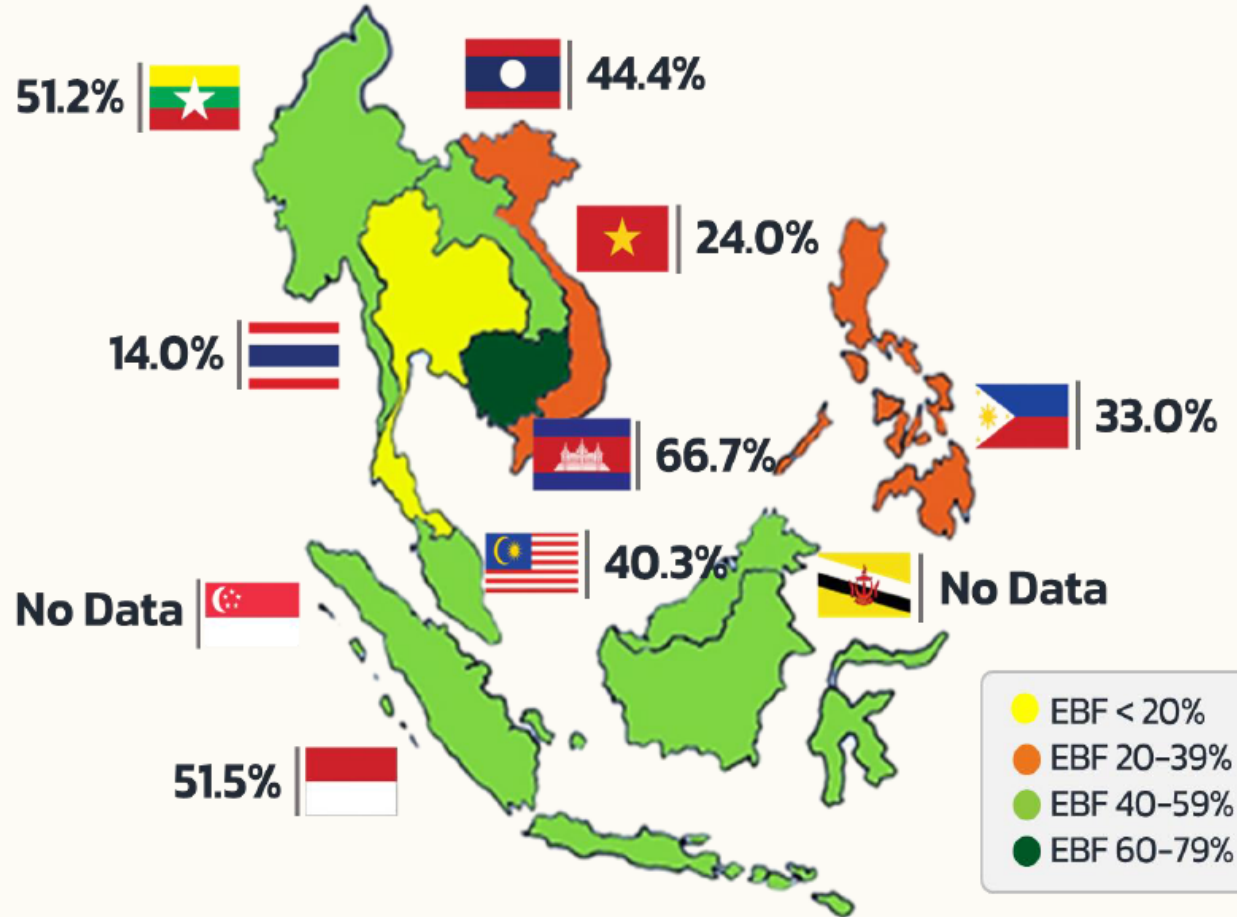 51.2%
44.4%
24.0%
14.0%
33.0%
66.7%
40.3%
No Data
No Data
51.5%
EBF < 20%
EBF 20-39%
EBF 40-59%
EBF 60-79%